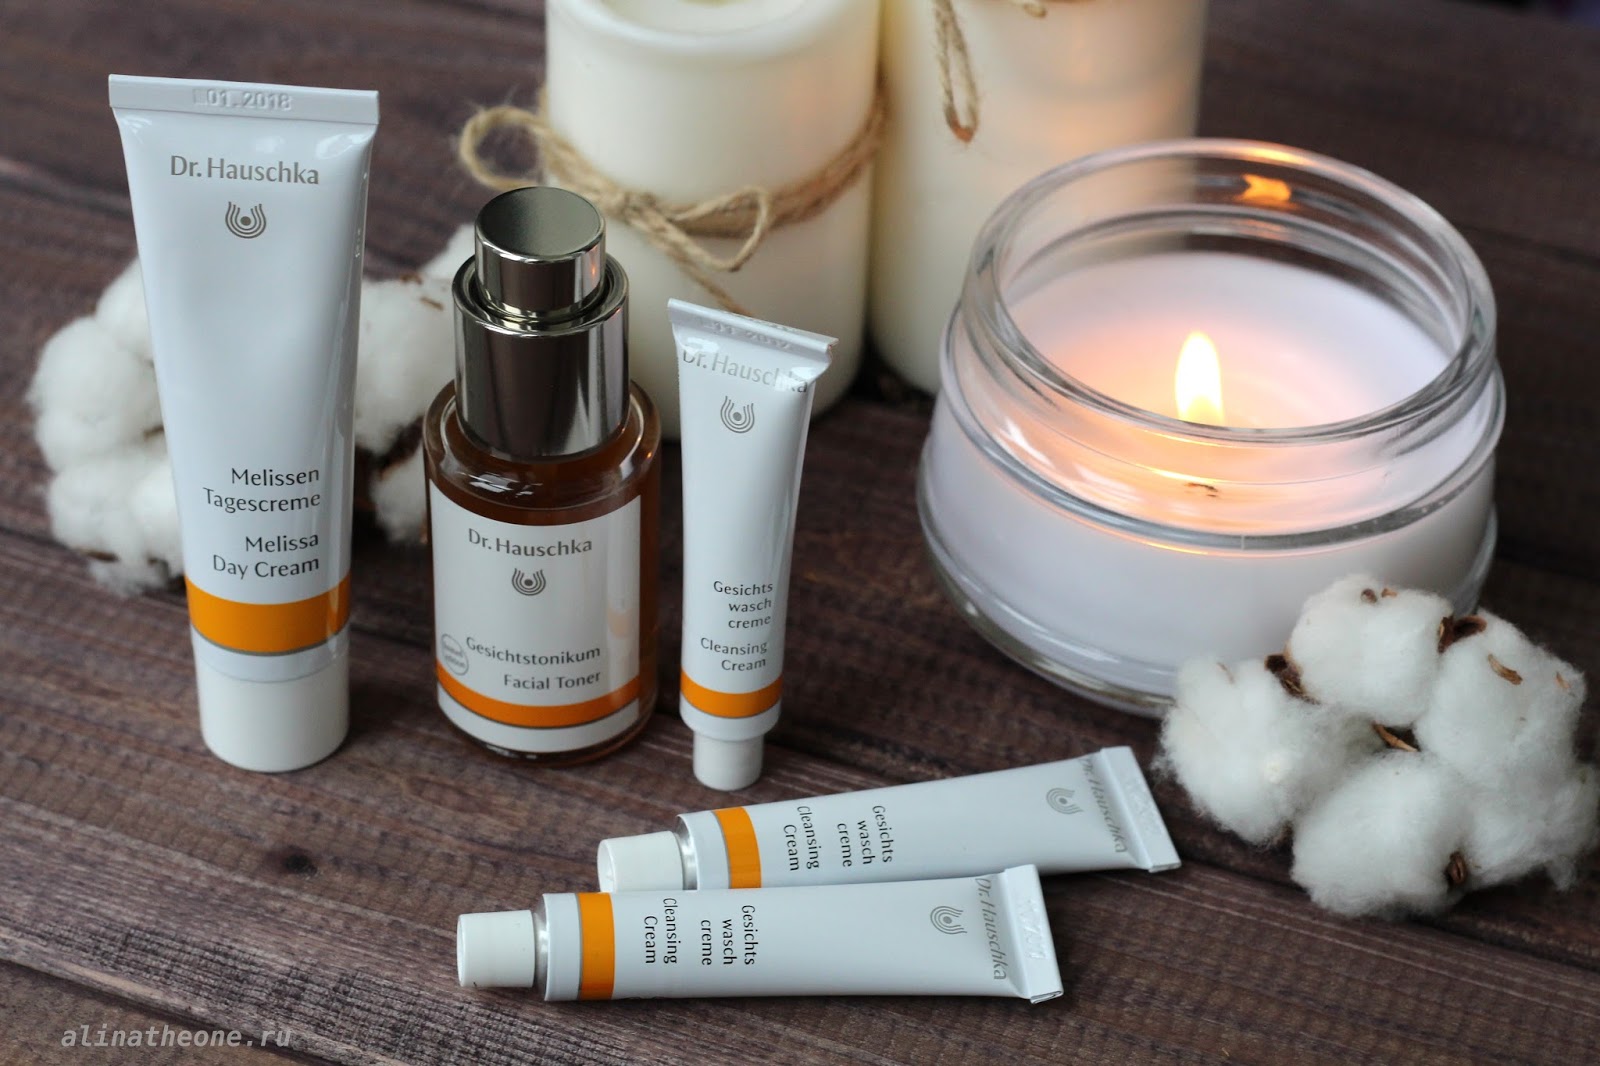 01.2018
Dr. Hauschka
Melissen
Tagescreme
Melissa
Day Cream
Dr. Hauschka
Gesichtstonikum
Facial Toner
Dr. Hauschka
Gesichts
wasch
creme
Cleansing
Cream
Dr. Hauschka
Gesichts
wasch
creme
Cleansing
Cream
Dr. Hauschka
Gesichts
wasch
creme
Cleansing
Cream
alinatheone.ru